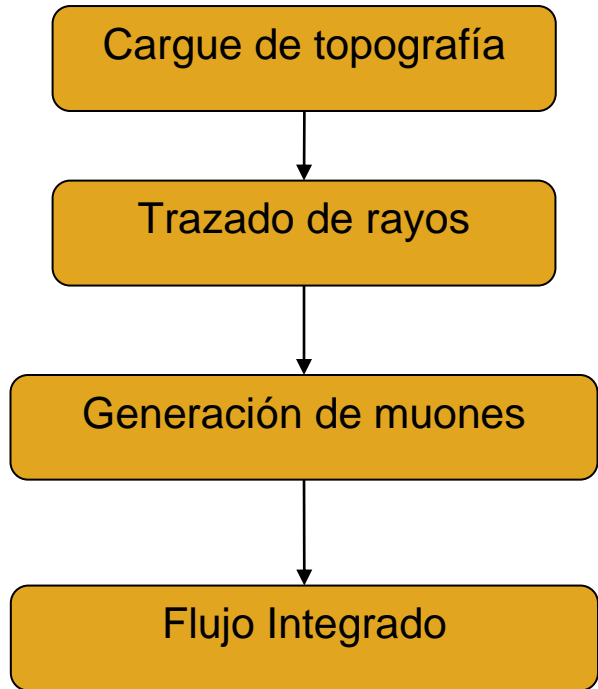 Cargue de topografía
Trazado de rayos
Generación de muones
Flujo Integrado